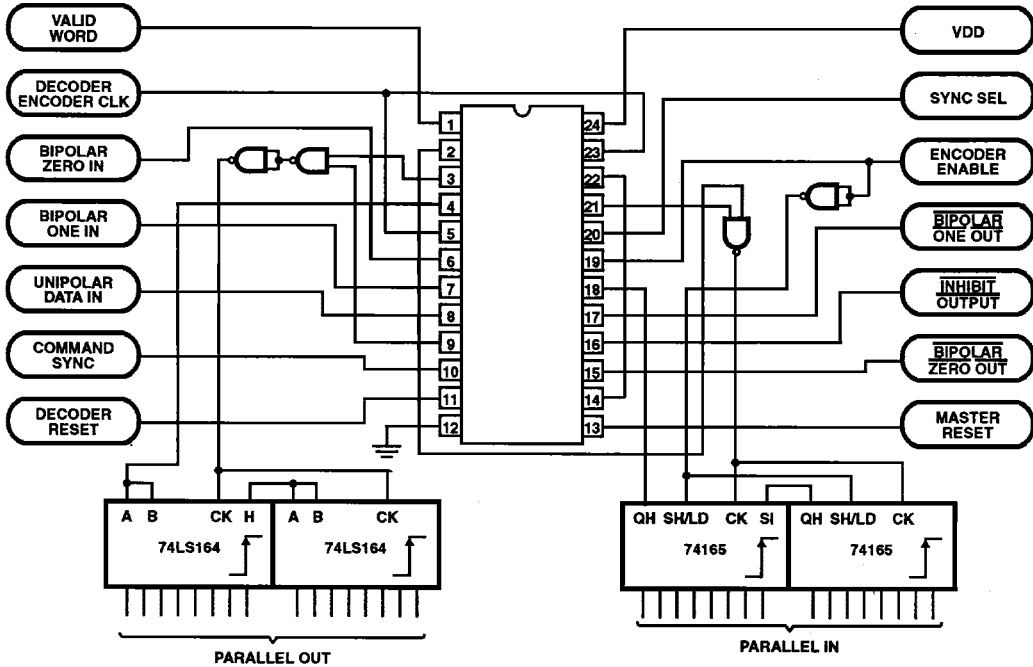 VALID
WORD
DECODER
ENCODER CLK
BIPOLAR
ZERO IN
BIPOLAR
ONE IN
UNIPOLAR
DATA IN
COMMAND
SYNC
DECODER
RESET
1
2
3
4
5
6
7
8
9
10
11
12
24
23
22
21
20
19
18
17
16
15
14
13
VDD
SYNC SEL
ENCODER
ENABLE
BIPOLAR
ONE OUT
INHIBIT
OUTPUT
BIPOLAR
ZERO OUT
MASTER
RESET
A B CK H
74LS164
A B CK
74LS164
PARALLEL OUT
QH SH/LD CK SI
74165
QH SH/LD CK
74165
PARALLEL IN